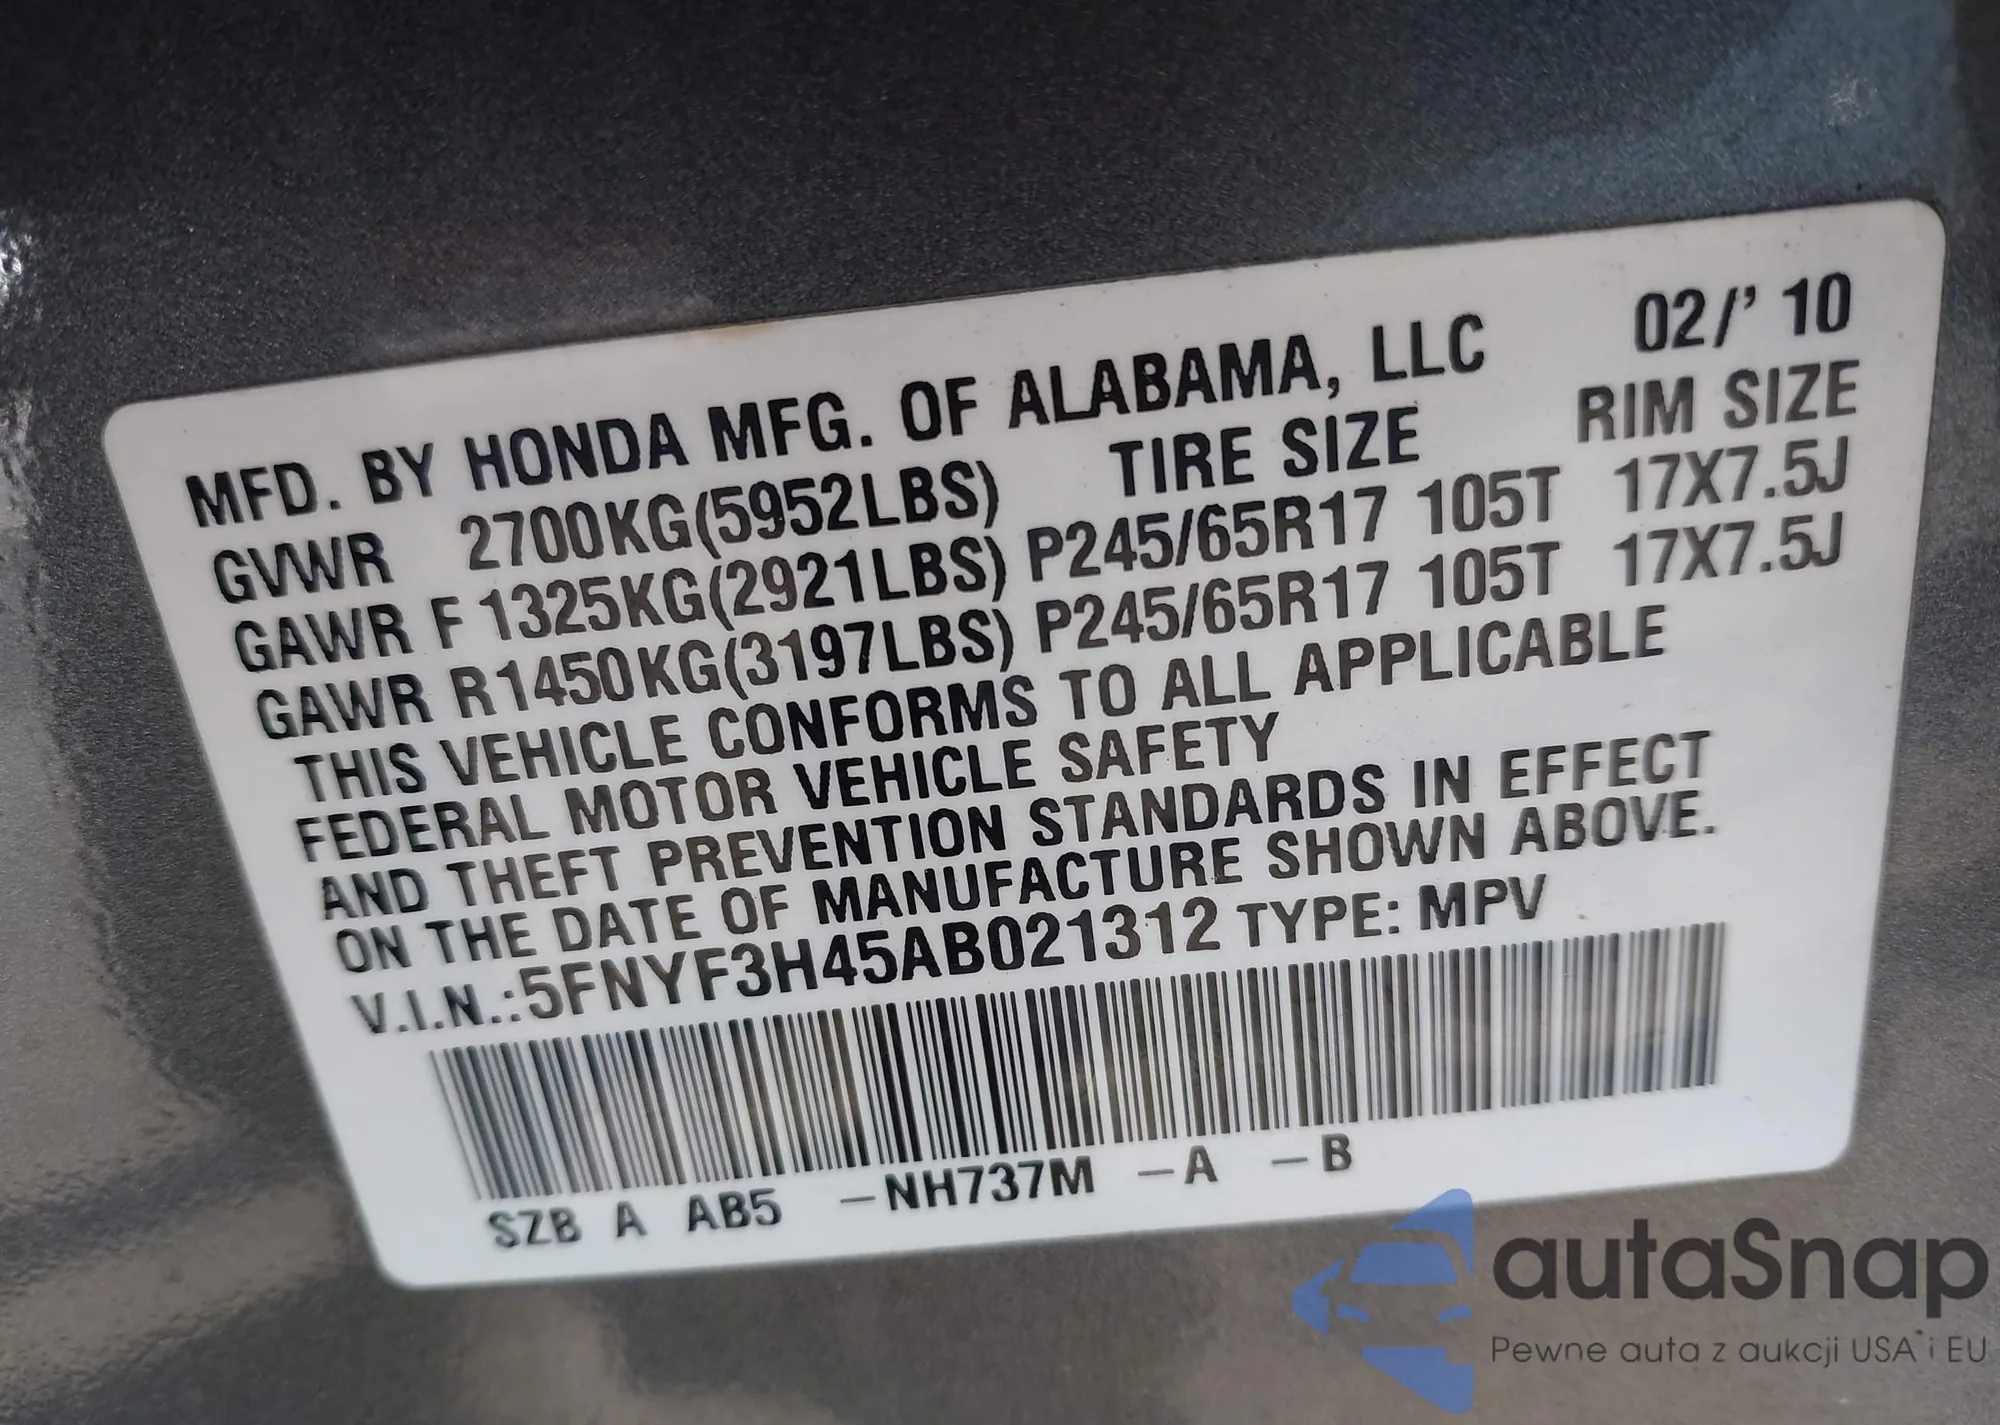 MFD. BY HONDA MFG. OF ALABAMA, LLC 02/' 10
GVWR 2700KG(5952LBS) TIRE SIZE RIM SIZE
GAWR F 1325KG(2921LBS) P245/65R17 105T 17X7.5J
GAWR R1450KG(3197LBS) P245/65R17 105T 17X7.5J
THIS VEHICLE CONFORMS TO ALL APPLICABLE
FEDERAL MOTOR VEHICLE SAFETY
AND THEFT PREVENTION STANDARDS IN EFFECT
ON THE DATE OF MANUFACTURE SHOWN ABOVE.
V.I.N.:5FNYF3H45AB021312 TYPE: MPV
SZB A AB5 –NH737M –A –B
autaSnap
Pewne auta z aukcji USA i EU